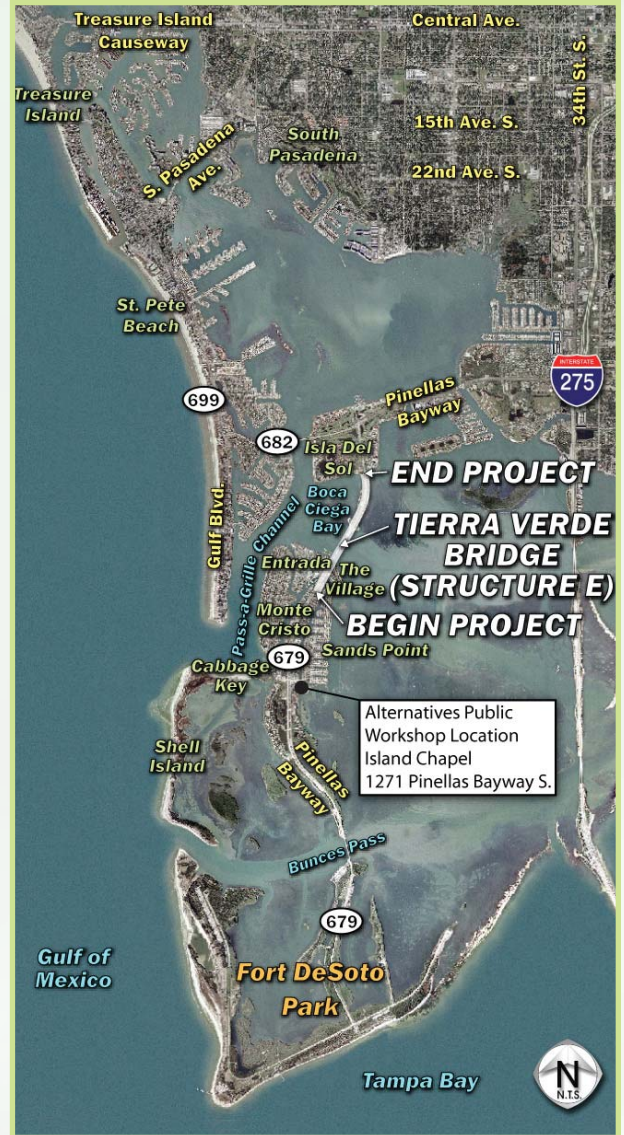 Treasure Island
Causeway
Central Ave.
34th St. S.
Treasure
Island
15th Ave. S.
S. Pasadena
Ave.
South
Pasadena
22nd Ave. S.
St. Pete
Beach
INTERSTATE
275
699
Pinellas
Bayway
682
Isla Del
Sol
END PROJECT
Gulf Blvd.
Boca
Ciega
Bay
Pass-a-Grille Channel
TIERRA VERDE
BRIDGE
(STRUCTURE E)
Entrada
The
Village
BEGIN PROJECT
Monte
Cristo
Sands Point
679
Cabbage
Key
Alternatives Public
Workshop Location
Island Chapel
1271 Pinellas Bayway S.
Shell
Island
Pinellas
Bayway
Bunces Pass
679
Gulf of
Mexico
Fort DeSoto
Park
Tampa Bay
N
N.T.S.